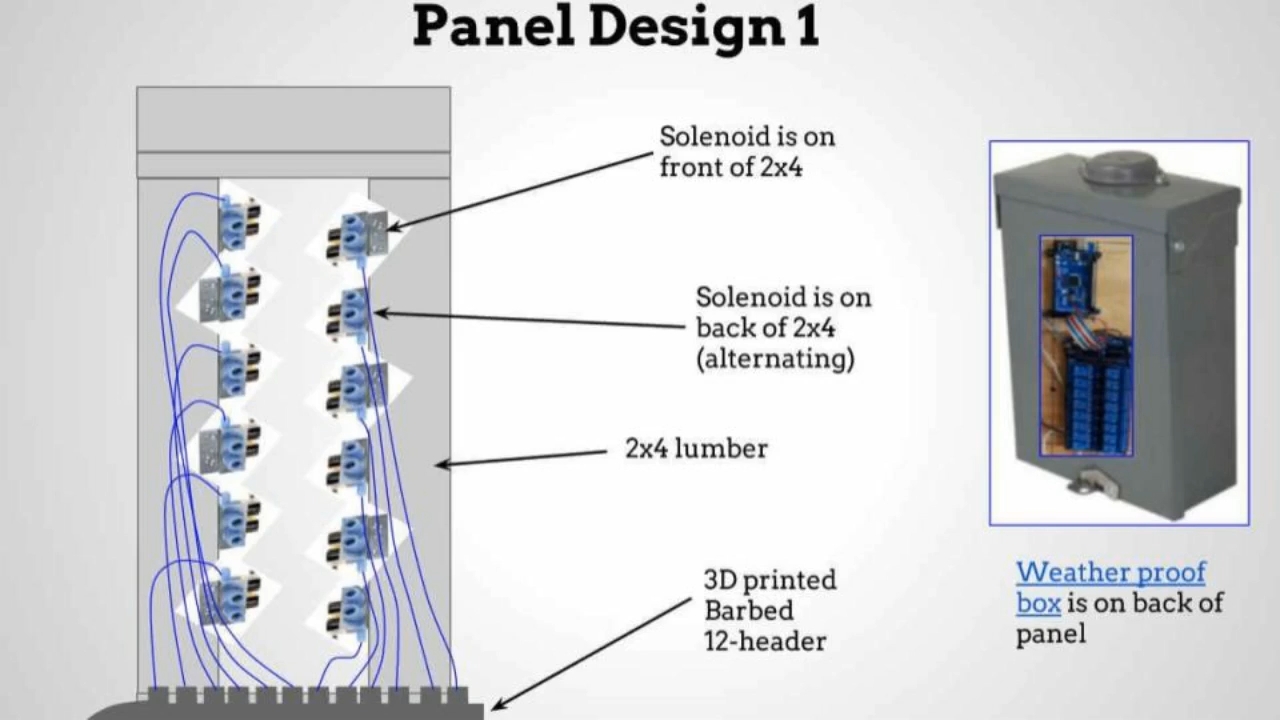 Panel Design 1
Solenoid is on
front of 2x4
Solenoid is on
back of 2x4
(alternating)
2x4 lumber
3D printed
Barbed
12-header
Weather proof
box is on back of
panel